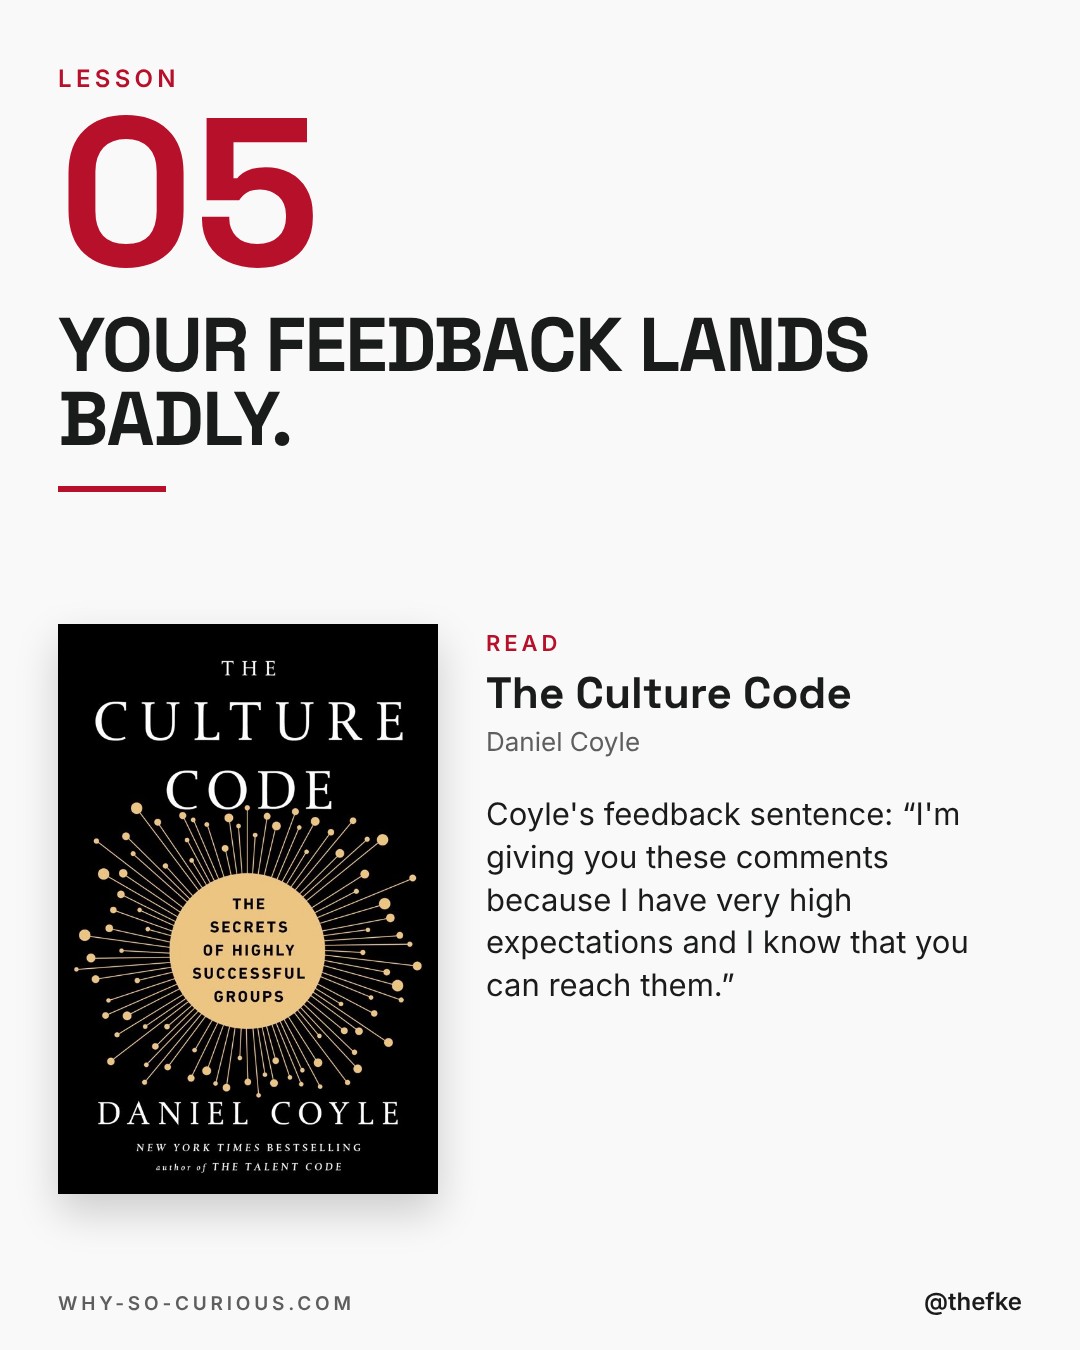 LESSON
05
YOUR FEEDBACK LANDS
BADLY.
THE
CULTURE
CODE
THE
SECRETS
OF HIGHLY
SUCCESSFUL
GROUPS
DANIEL COYLE
NEW YORK TIMES BESTSELLING
author of THE TALENT CODE
READ
The Culture Code
Daniel Coyle
Coyle's feedback sentence: “I'm
giving you these comments
because I have very high
expectations and I know that you
can reach them.”
WHY-SO-CURIOUS.COM
@thefke